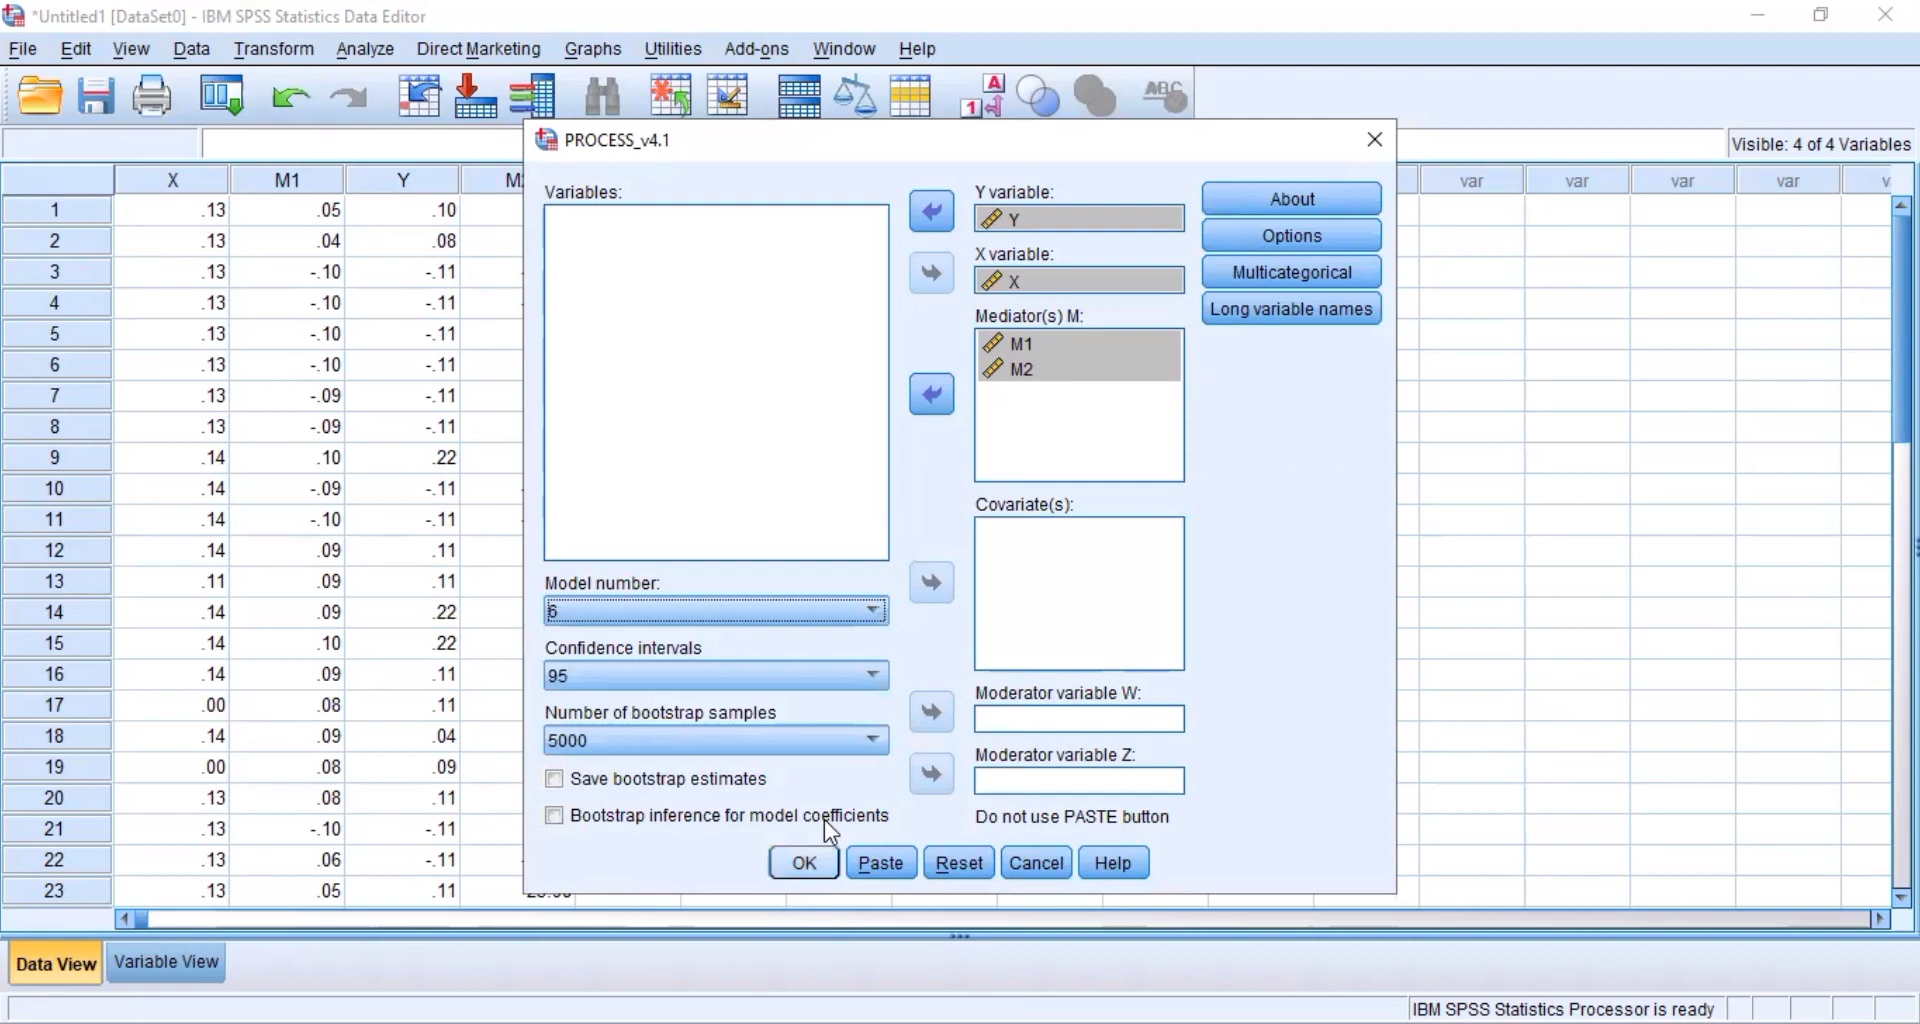 *Untitled1 [DataSet0] - IBM SPSS Statistics Data Editor
File Edit View Data Transform Analyze Direct Marketing Graphs Utilities Add-ons Window Help
Visible: 4 of 4 Variables
PROCESS_v4.1
X M1 Y var var var var
1 .13 .05 .10
2 .13 .04 .08
3 .13 -.10 -.11
4 .13 -.10 -.11
5 .13 -.10 -.11
6 .13 -.10 -.11
7 .13 -.09 -.11
8 .13 -.09 -.11
9 .14 .10 .22
10 .14 -.09 -.11
11 .14 -.10 -.11
12 .14 .09 .11
13 .11 .09 .11
14 .14 .09 .22
15 .14 .10 .22
16 .14 .09 .11
17 .00 .08 .11
18 .14 .09 .04
19 .00 .08 .09
20 .13 .08 .11
21 .13 -.10 -.11
22 .13 .06 -.11
23 .13 .05 .11
Variables:
Model number:
6
Confidence intervals
95
Number of bootstrap samples
5000
Save bootstrap estimates
Bootstrap inference for model coefficients
Y variable:
Y
X variable:
X
Mediator(s) M:
M1
M2
Covariate(s):
Moderator variable W:
Moderator variable Z:
Do not use PASTE button
About
Options
Multicategorical
Long variable names
OK Paste Reset Cancel Help
Data View Variable View
IBM SPSS Statistics Processor is ready